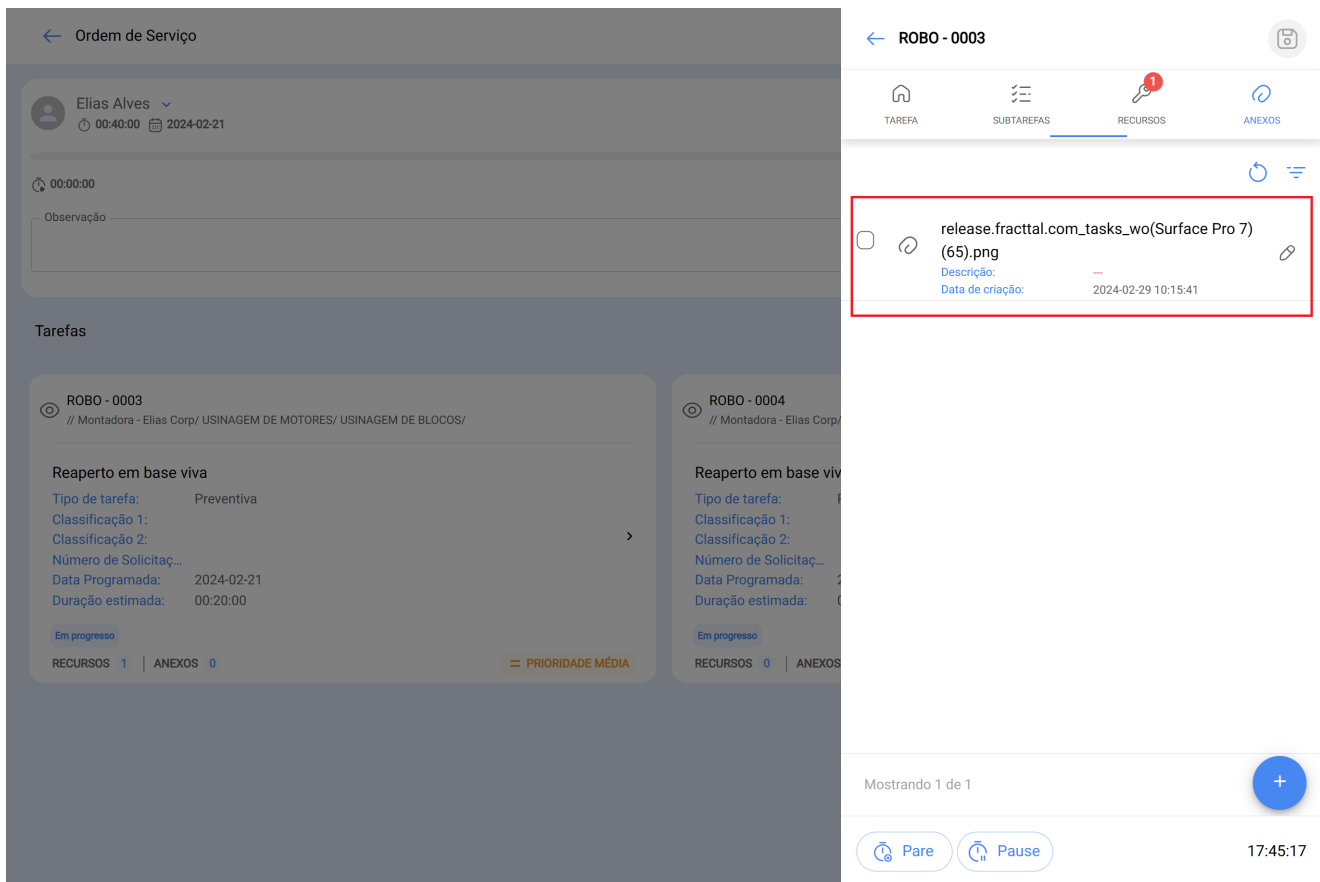 Ordem de Serviço
Elias Alves
00:40:00 2024-02-21
00:00:00
Observação
Tarefas
ROBO - 0003
// Montadora - Elias Corp/ USINAGEM DE MOTORES/ USINAGEM DE BLOCOS/
Reaperto em base viva
Tipo de tarefa: Preventiva
Classificação 1:
Classificação 2:
Número de Solicitaç...
Data Programada: 2024-02-21
Duração estimada: 00:20:00
Em progresso
RECURSOS 1 | ANEXOS 0
PRIORIDADE MÉDIA
ROBO - 0004
// Montadora - Elias Corp/
Reaperto em base viv
Tipo de tarefa:
Classificação 1:
Classificação 2:
Número de Solicitaç...
Data Programada:
Duração estimada:
Em progresso
RECURSOS 0 | ANEXOS
ROBO - 0003
TAREFA
SUBTAREFAS
1
RECURSOS
ANEXOS
release.fracttal.com_tasks_wo(Surface Pro 7)
(65).png
Descrição: ---
Data de criação: 2024-02-29 10:15:41
Mostrando 1 de 1
+
Pare
Pause
17:45:17